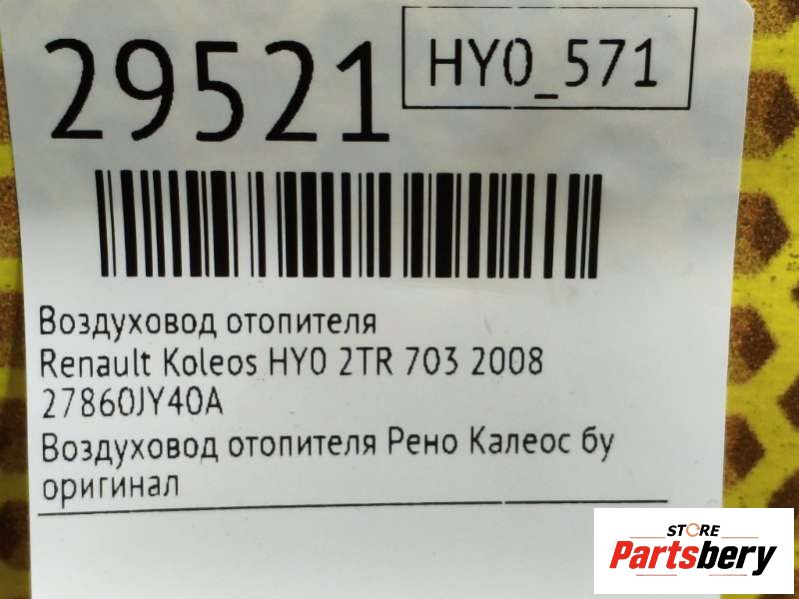 29521
HY0_571
Воздуховод отопителя
Renault Koleos HY0 2TR 703 2008
27860JY40A
Воздуховод отопителя Рено Калеос бу
оригинал
STORE
Partsbery